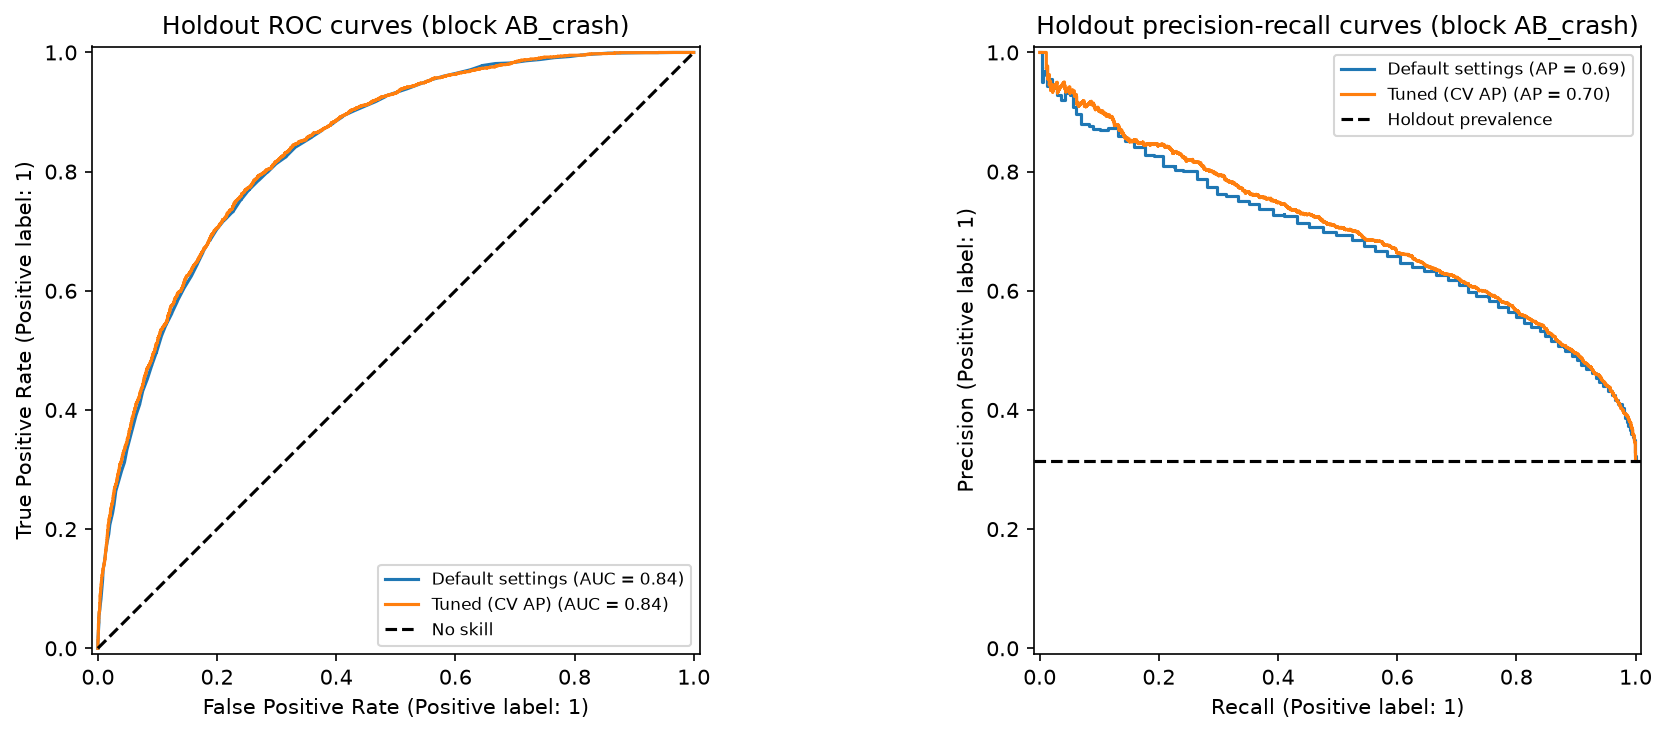 Holdout ROC curves (block AB_crash)
1.0
0.8
0.6
0.4
0.2
0.0
True Positive Rate (Positive label: 1)
0.0 0.2 0.4 0.6 0.8 1.0
False Positive Rate (Positive label: 1)
Default settings (AUC = 0.84)
Tuned (CV AP) (AUC = 0.84)
No skill
Holdout precision-recall curves (block AB_crash)
1.0
0.8
0.6
0.4
0.2
0.0
Precision (Positive label: 1)
0.0 0.2 0.4 0.6 0.8 1.0
Recall (Positive label: 1)
Default settings (AP = 0.69)
Tuned (CV AP) (AP = 0.70)
Holdout prevalence